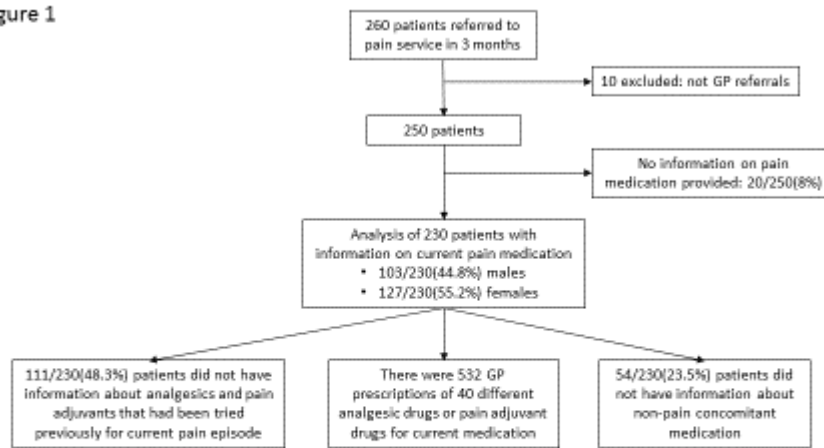 gure 1
260 patients referred to
pain service in 3 months
10 excluded: not GP referrals
250 patients
No information on pain
medication provided: 20/250(8%)
Analysis of 230 patients with
information on current pain medication
• 103/230(44.8%) males
• 127/230(55.2%) females
111/230(48.3%) patients did not have
information about analgesics and pain
adjuvants that had been tried
previously for current pain episode
There were 532 GP
prescriptions of 40 different
analgesic drugs or pain adjuvant
drugs for current medication
54/230(23.5%) patients did
not have information about
non-pain concomitant
medication